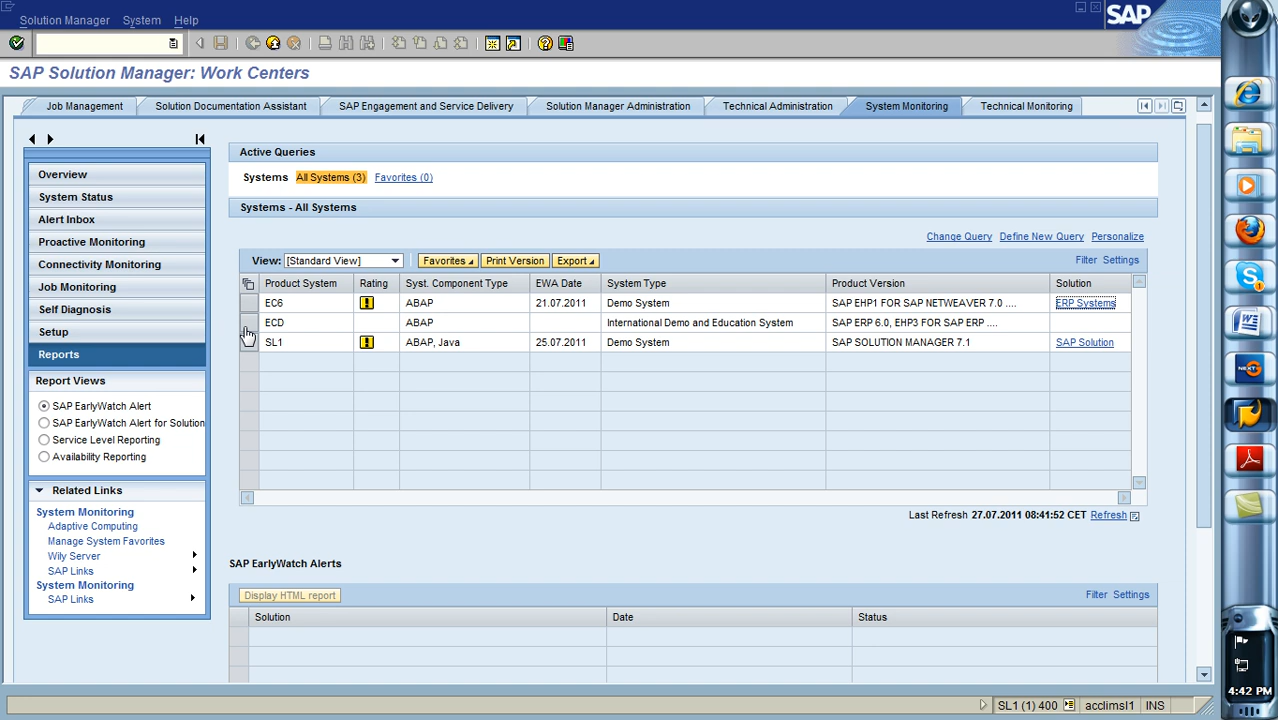 Solution Manager System Help
SAP
SAP Solution Manager: Work Centers
Job Management Solution Documentation Assistant SAP Engagement and Service Delivery Solution Manager Administration Technical Administration System Monitoring Technical Monitoring
Overview
System Status
Alert Inbox
Proactive Monitoring
Connectivity Monitoring
Job Monitoring
Self Diagnosis
Setup
Reports
Report Views
SAP EarlyWatch Alert
SAP EarlyWatch Alert for Solution
Service Level Reporting
Availability Reporting
Related Links
System Monitoring
Adaptive Computing
Manage System Favorites
Wily Server
SAP Links
System Monitoring
SAP Links
Active Queries
Systems All Systems (3) Favorites (0)
Systems - All Systems
Change Query Define New Query Personalize
View: [Standard View] Favorites Print Version Export Filter Settings
Product System Rating Syst. Component Type EWA Date System Type Product Version Solution
EC6 ABAP 21.07.2011 Demo System SAP EHP1 FOR SAP NETWEAVER 7.0 .... ERP Systems
ECD ABAP International Demo and Education System SAP ERP 6.0, EHP3 FOR SAP ERP ....
SL1 ABAP, Java 25.07.2011 Demo System SAP SOLUTION MANAGER 7.1 SAP Solution
Last Refresh 27.07.2011 08:41:52 CET Refresh
SAP EarlyWatch Alerts
Display HTML report Filter Settings
Solution Date Status
SL1 (1) 400 acclimsl1 INS
NEXT
4:42 PM